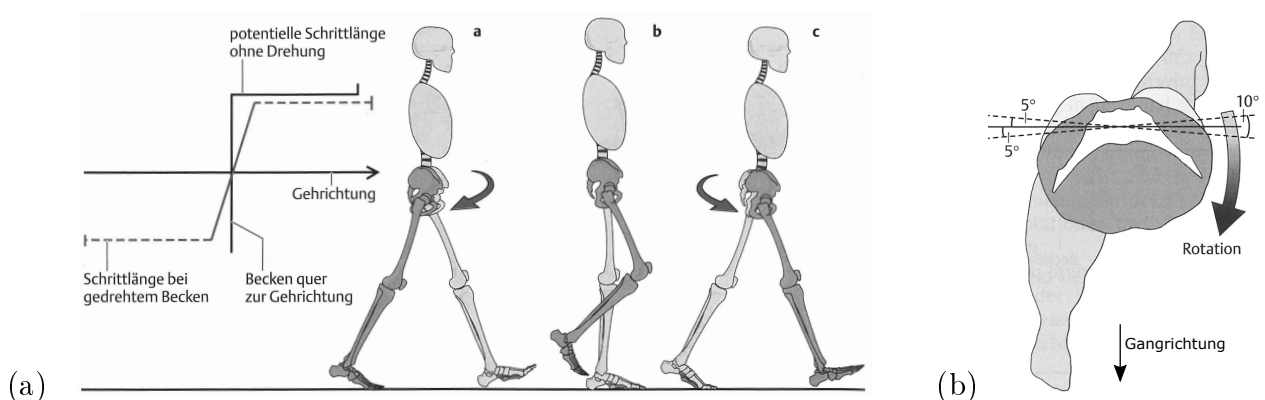 potentielle Schrittlänge
ohne Drehung
a
b
c
Gehrichtung
Schrittlänge bei
gedrehtem Becken
Becken quer
zur Gehrichtung
(a)
5°
10°
5°
Rotation
Gangrichtung
(b)